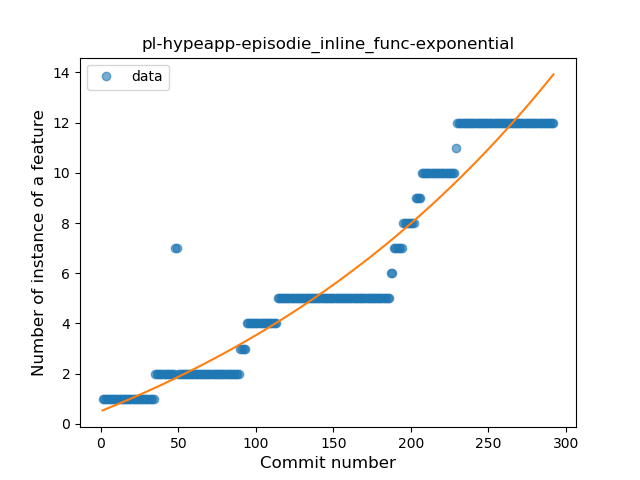 pl-hypeapp-episodie_inline_func-exponential
data
Number of instance of a feature
14
12
10
8
6
4
2
0
0 50 100 150 200 250 300
Commit number